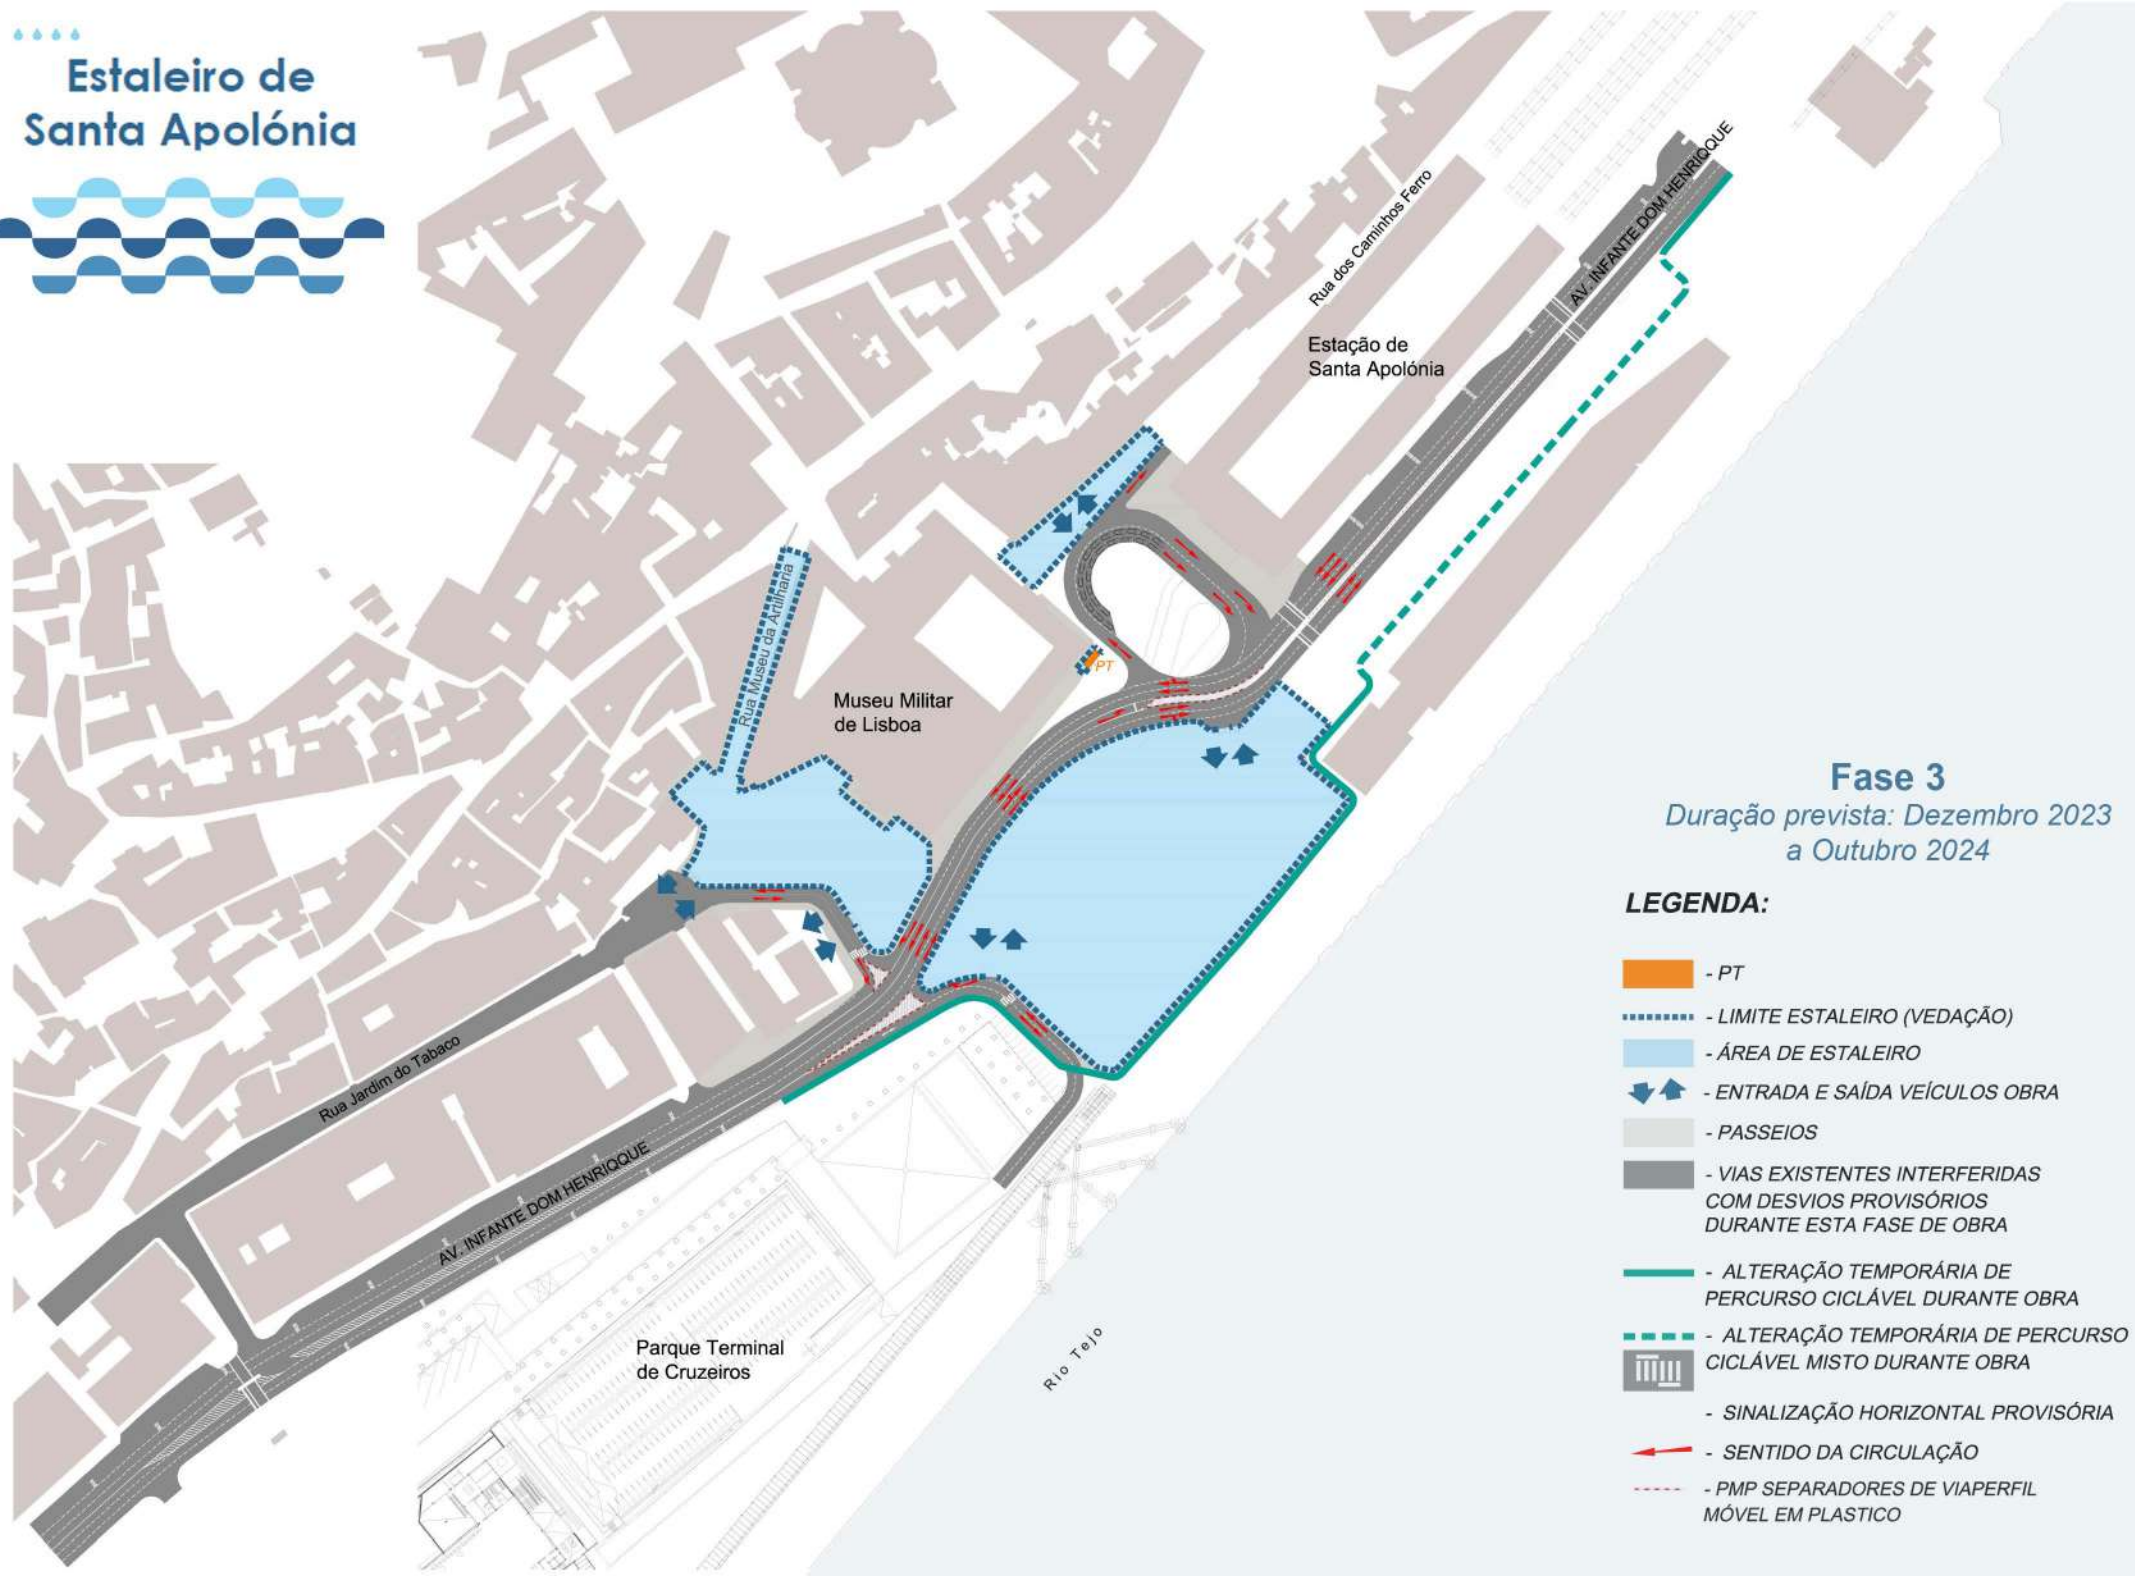 Estaleiro de
Santa Apolónia
AV. INFANTE DOM HENRIQQUE
Rua dos Caminhos Ferro
Estação de
Santa Apolónia
Rua Museu da Artilharia
PT
Museu Militar
de Lisboa
Rua Jardim do Tabaco
AV. INFANTE DOM HENRIQQUE
Parque Terminal
de Cruzeiros
Rio Tejo
Fase 3
Duração prevista: Dezembro 2023
a Outubro 2024
LEGENDA:
- PT
- LIMITE ESTALEIRO (VEDAÇÃO)
- ÁREA DE ESTALEIRO
- ENTRADA E SAÍDA VEÍCULOS OBRA
- PASSEIOS
- VIAS EXISTENTES INTERFERIDAS
COM DESVIOS PROVISÓRIOS
DURANTE ESTA FASE DE OBRA
- ALTERAÇÃO TEMPORÁRIA DE
PERCURSO CICLÁVEL DURANTE OBRA
- ALTERAÇÃO TEMPORÁRIA DE PERCURSO
CICLÁVEL MISTO DURANTE OBRA
- SINALIZAÇÃO HORIZONTAL PROVISÓRIA
- SENTIDO DA CIRCULAÇÃO
- PMP SEPARADORES DE VIAPERFIL
MÓVEL EM PLASTICO